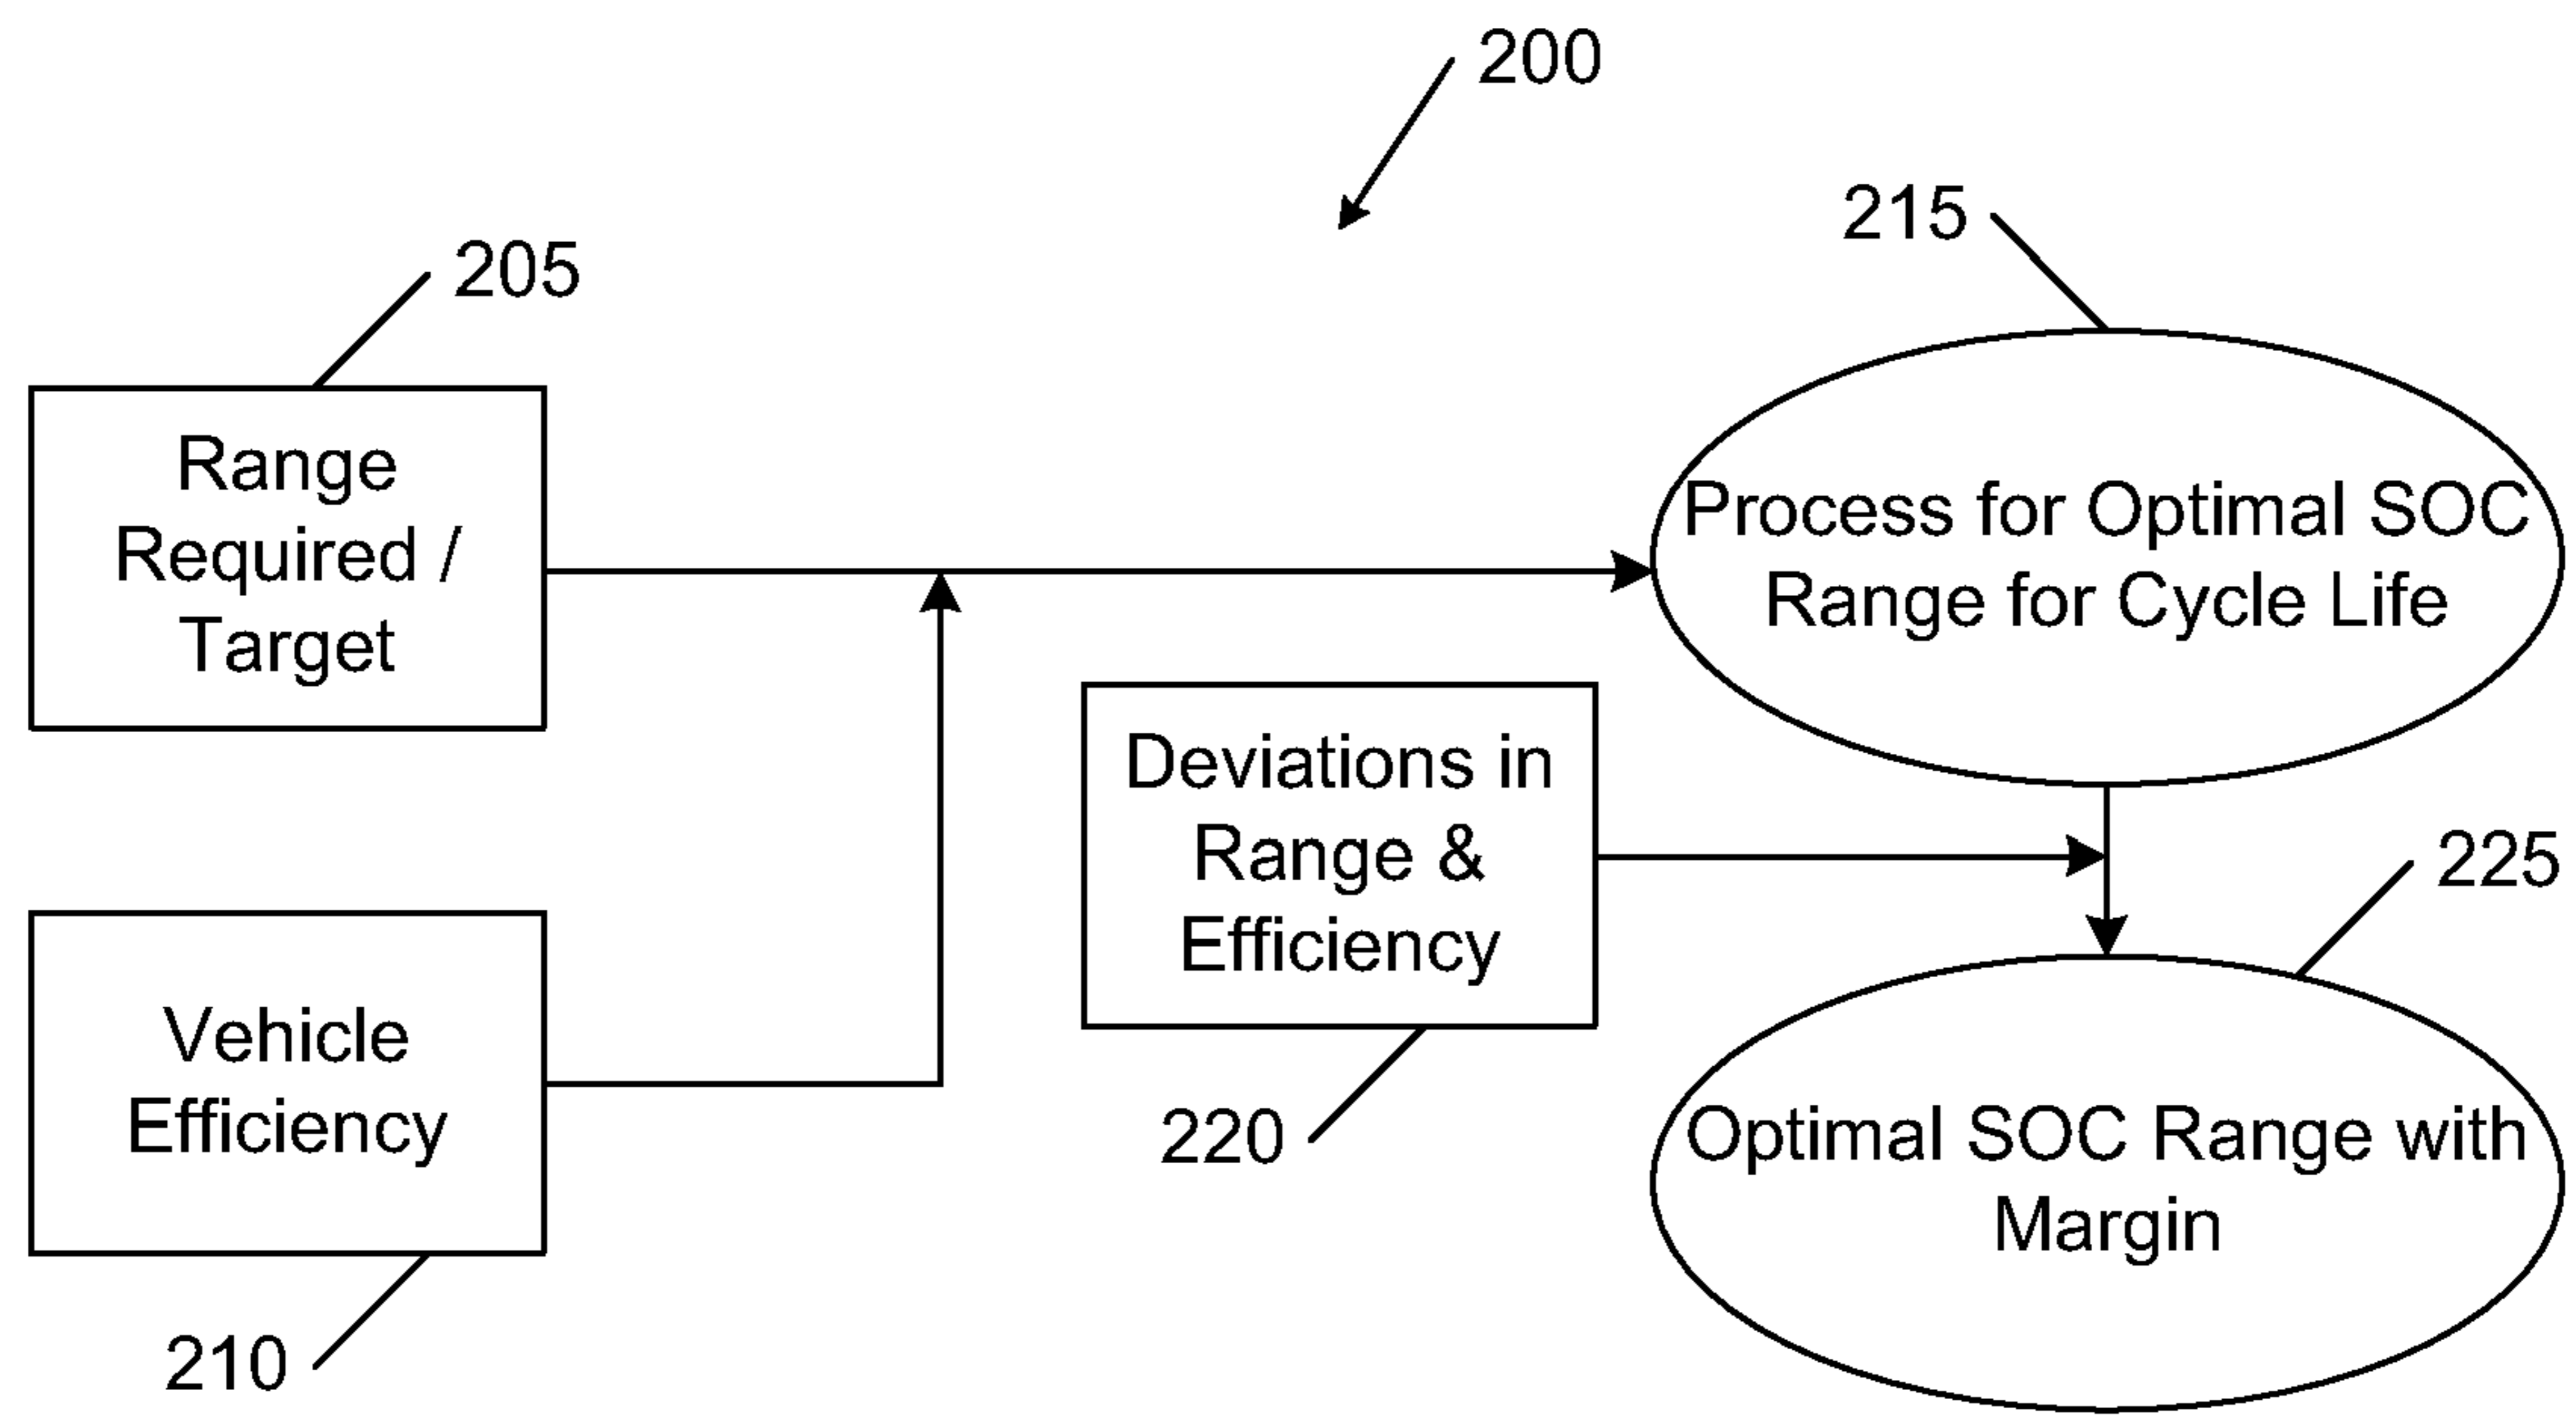 200
215
205
Range
Required /
Target
Process for Optimal SOC
Range for Cycle Life
Deviations in
Range &
Efficiency
225
Vehicle
Efficiency
220
Optimal SOC Range with
Margin
210